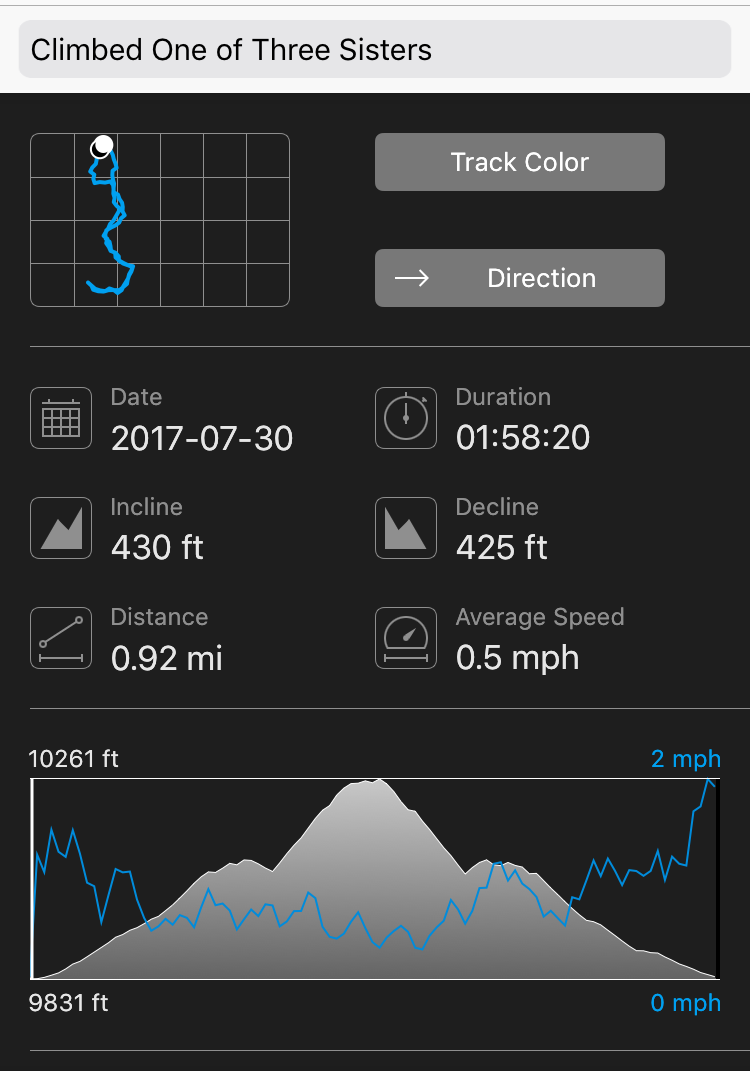 Climbed One of Three Sisters
Track Color
Direction
Date
2017-07-30
Duration
01:58:20
Incline
430 ft
Decline
425 ft
Distance
0.92 mi
Average Speed
0.5 mph
10261 ft
2 mph
9831 ft
0 mph